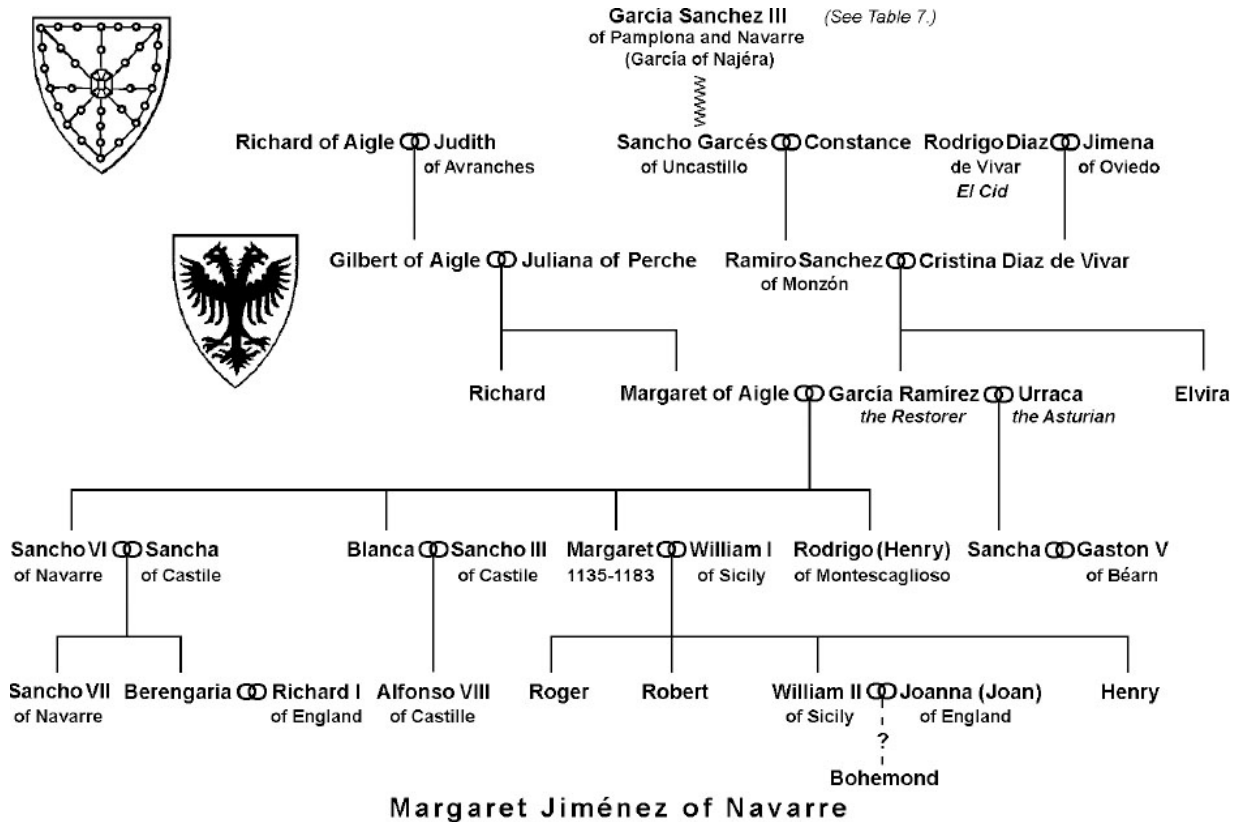 García Sanchez III (See Table 7.)
of Pamplona and Navarre
(García of Najéra)
Richard of Aigle Judith Sancho Garcés Constance Rodrigo Diaz Jimena
of Avranches of Uncastillo de Vivar of Oviedo
El Cid
Gilbert of Aigle Juliana of Perche Ramiro Sanchez Cristina Diaz de Vivar
of Monzón
Richard Margaret of Aigle García Ramírez Urraca Elvira
the Restorer the Asturian
Sancho VI Sancha Blanca Sancho III Margaret William I Rodrigo (Henry) Sancha Gaston V
of Navarre of Castile of Castile 1135-1183 of Sicily of Montescaglioso of Béarn
Sancho VII Berengaria Richard I Alfonso VIII Roger Robert William II Joanna (Joan) Henry
of Navarre of England of Castille of Sicily of England
?
Bohemond
Margaret Jiménez of Navarre